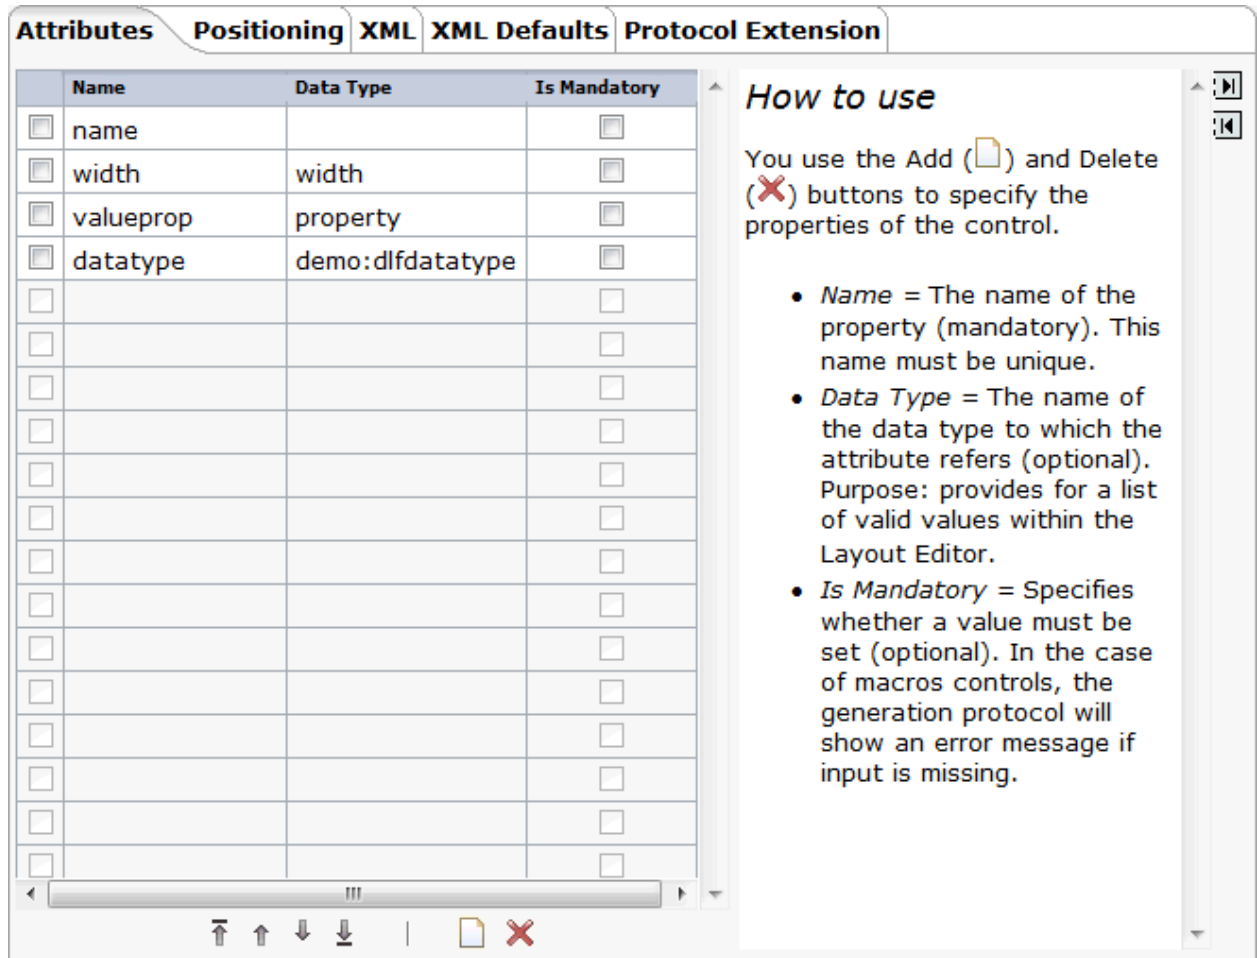 Attributes Positioning XML XML Defaults Protocol Extension
Name Data Type Is Mandatory
name
width width
valueprop property
datatype demo:dlfdatatype
How to use
You use the Add ( ) and Delete
( ) buttons to specify the
properties of the control.
• Name = The name of the
property (mandatory). This
name must be unique.
• Data Type = The name of
the data type to which the
attribute refers (optional).
Purpose: provides for a list
of valid values within the
Layout Editor.
• Is Mandatory = Specifies
whether a value must be
set (optional). In the case
of macros controls, the
generation protocol will
show an error message if
input is missing.